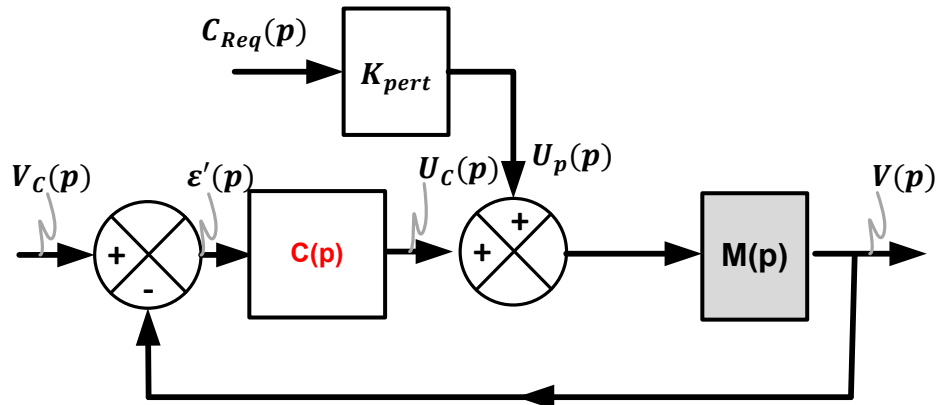 C_Req(p)
K_pert
V_C(p)
ε'(p)
U_C(p)
U_p(p)
V(p)
+
-
C(p)
+
+
M(p)